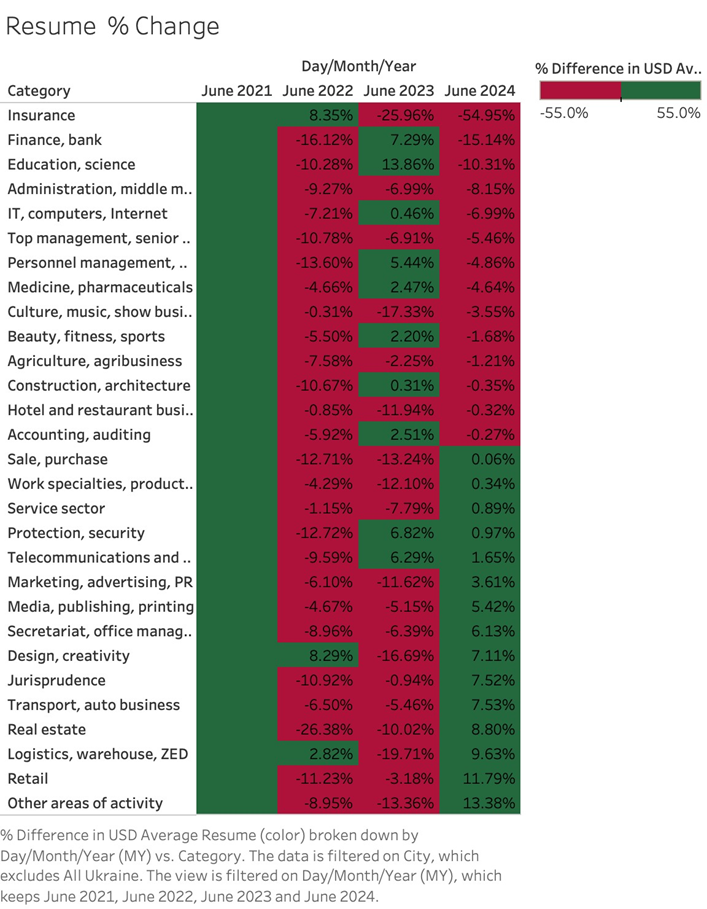 Resume % Change
Day/Month/Year
Category June 2021 June 2022 June 2023 June 2024
Insurance 8.35% -25.96% -54.95%
Finance, bank -16.12% 7.29% -15.14%
Education, science -10.28% 13.86% -10.31%
Administration, middle m.. -9.27% -6.99% -8.15%
IT, computers, Internet -7.21% 0.46% -6.99%
Top management, senior .. -10.78% -6.91% -5.46%
Personnel management, .. -13.60% 5.44% -4.86%
Medicine, pharmaceuticals -4.66% 2.47% -4.64%
Culture, music, show busi.. -0.31% -17.33% -3.55%
Beauty, fitness, sports -5.50% 2.20% -1.68%
Agriculture, agribusiness -7.58% -2.25% -1.21%
Construction, architecture -10.67% 0.31% -0.35%
Hotel and restaurant busi.. -0.85% -11.94% -0.32%
Accounting, auditing -5.92% 2.51% -0.27%
Sale, purchase -12.71% -13.24% 0.06%
Work specialties, product.. -4.29% -12.10% 0.34%
Service sector -1.15% -7.79% 0.89%
Protection, security -12.72% 6.82% 0.97%
Telecommunications and .. -9.59% 6.29% 1.65%
Marketing, advertising, PR -6.10% -11.62% 3.61%
Media, publishing, printing -4.67% -5.15% 5.42%
Secretariat, office manag.. -8.96% -6.39% 6.13%
Design, creativity 8.29% -16.69% 7.11%
Jurisprudence -10.92% -0.94% 7.52%
Transport, auto business -6.50% -5.46% 7.53%
Real estate -26.38% -10.02% 8.80%
Logistics, warehouse, ZED 2.82% -19.71% 9.63%
Retail -11.23% -3.18% 11.79%
Other areas of activity -8.95% -13.36% 13.38%
% Difference in USD Av..
-55.0% 55.0%
% Difference in USD Average Resume (color) broken down by
Day/Month/Year (MY) vs. Category. The data is filtered on City, which
excludes All Ukraine. The view is filtered on Day/Month/Year (MY), which
keeps June 2021, June 2022, June 2023 and June 2024.